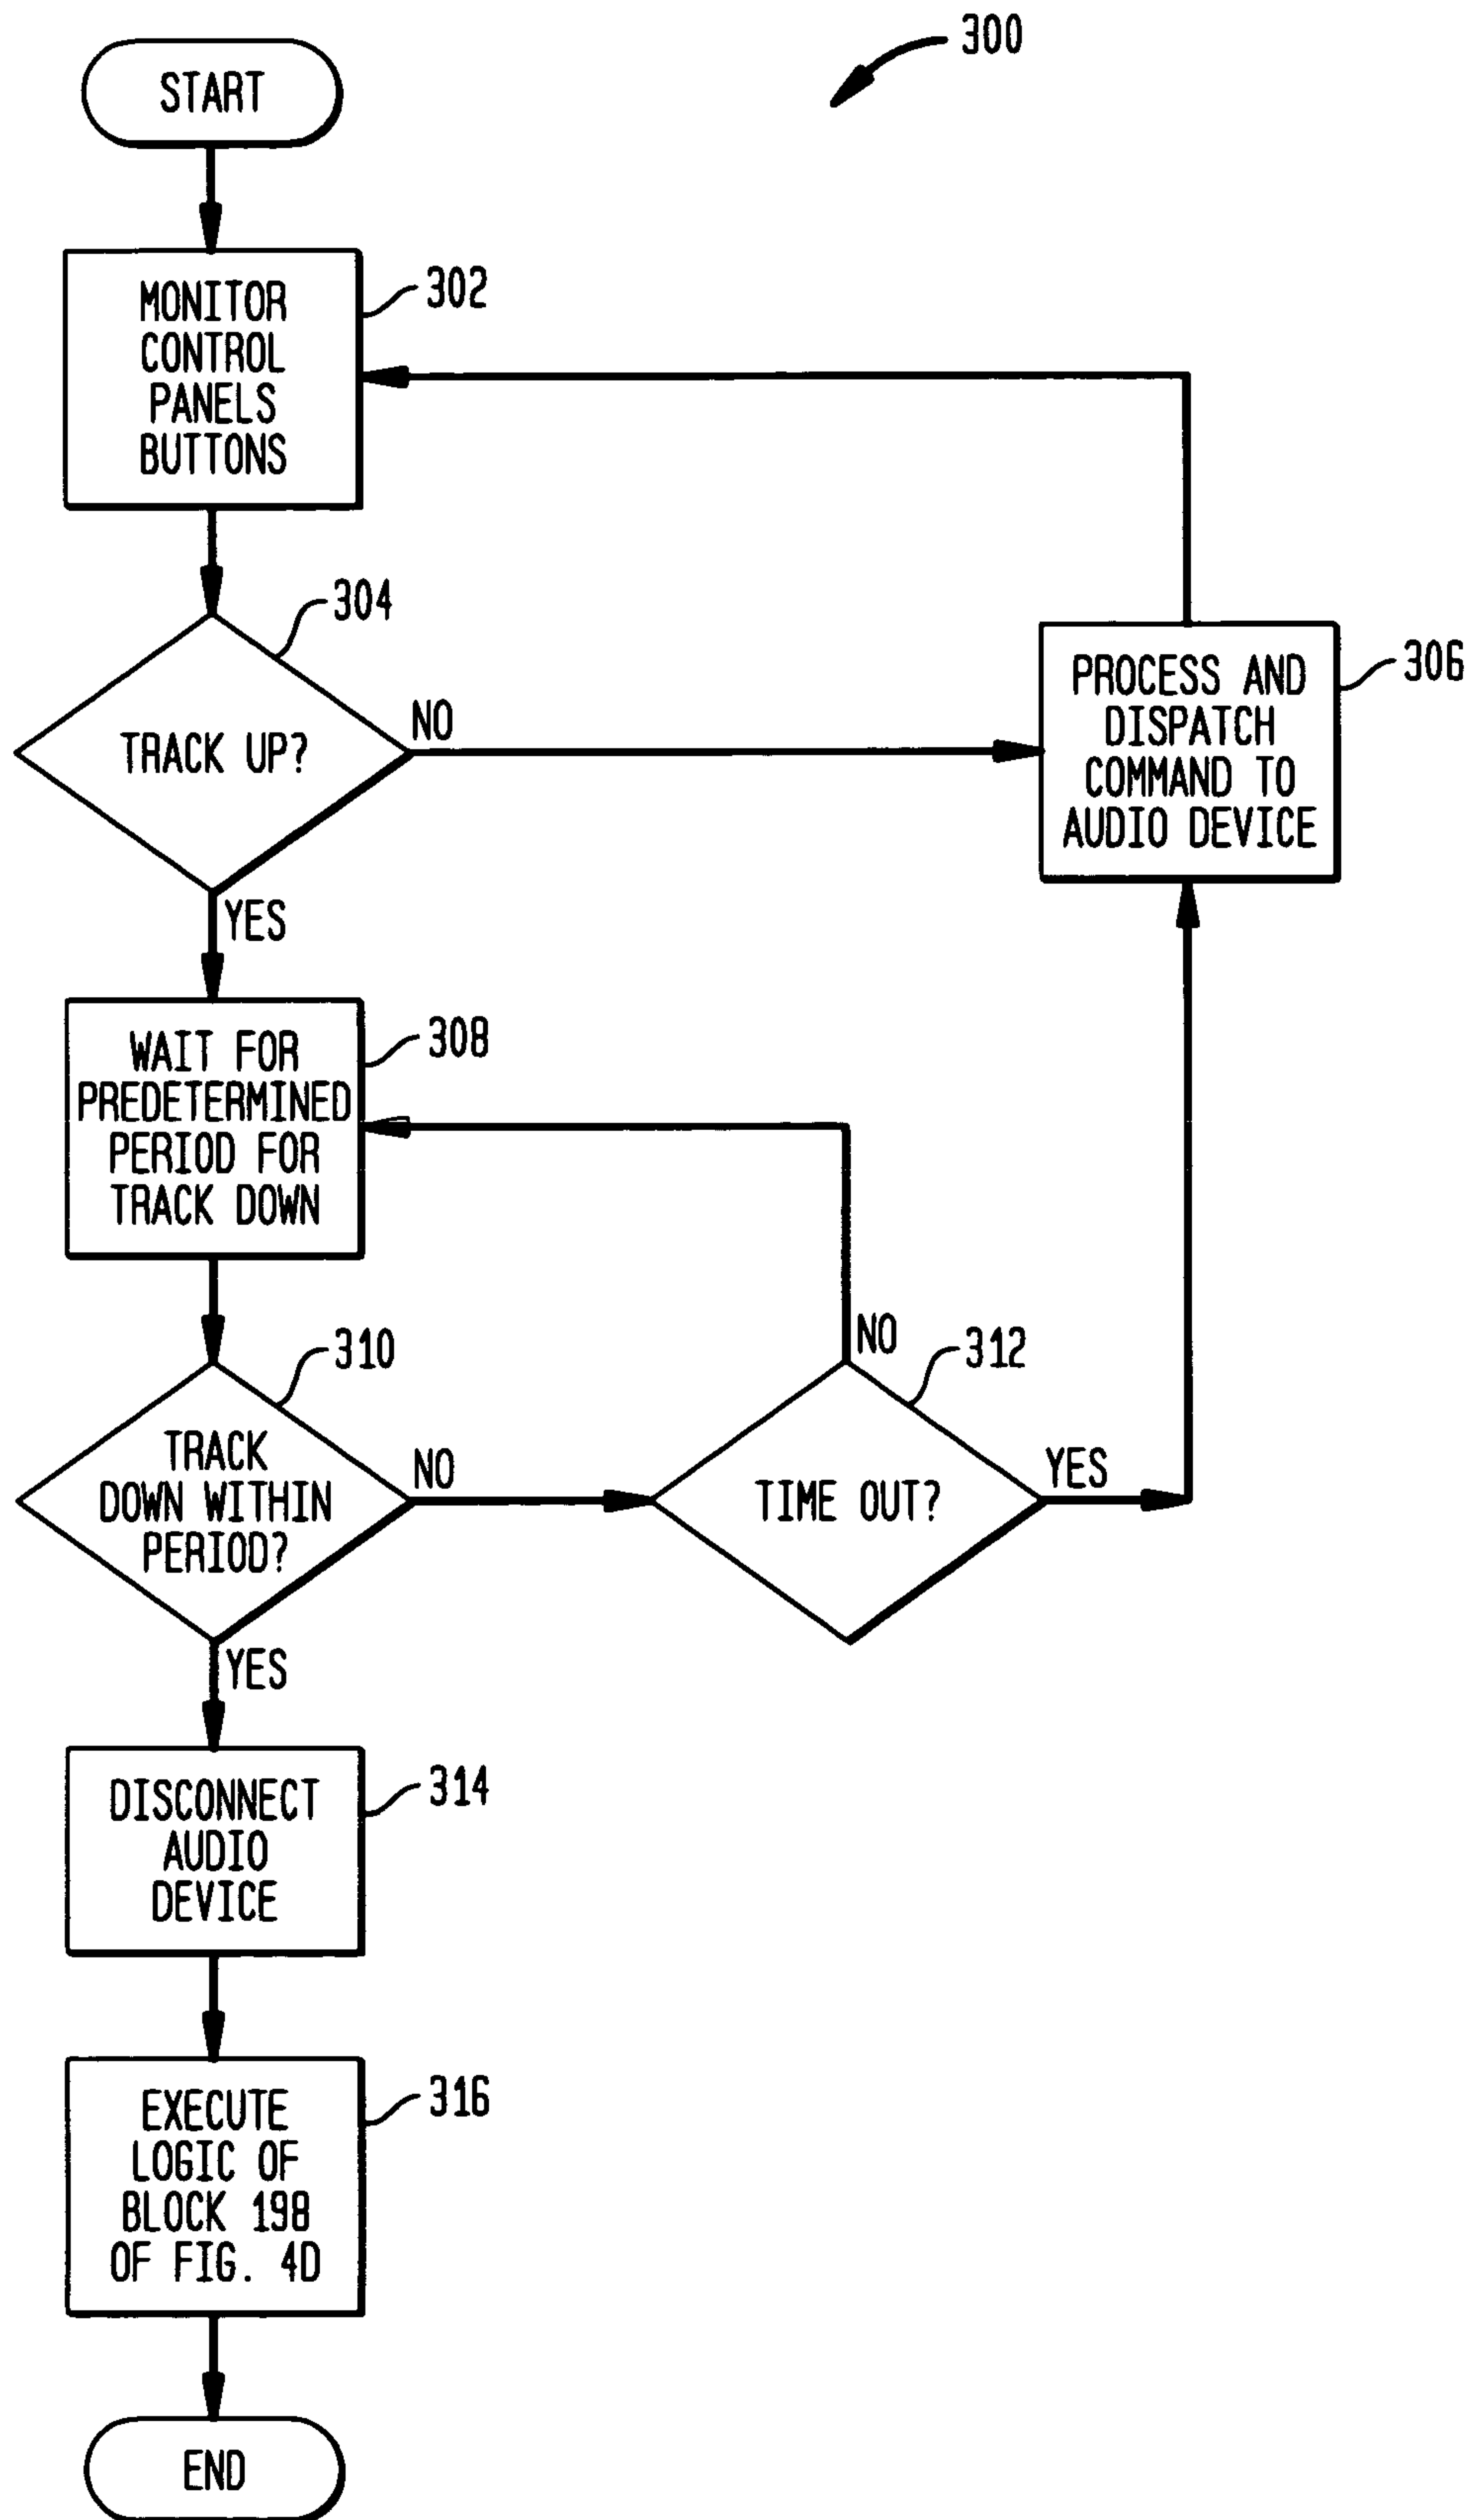 300
START
MONITOR
CONTROL
PANELS
BUTTONS
302
304
TRACK UP?
NO
YES
PROCESS AND
DISPATCH
COMMAND TO
AUDIO DEVICE
306
WAIT FOR
PREDETERMINED
PERIOD FOR
TRACK DOWN
308
310
TRACK
DOWN WITHIN
PERIOD?
NO
YES
NO
312
TIME OUT?
YES
DISCONNECT
AUDIO
DEVICE
314
EXECUTE
LOGIC OF
BLOCK 198
OF FIG. 4D
316
END